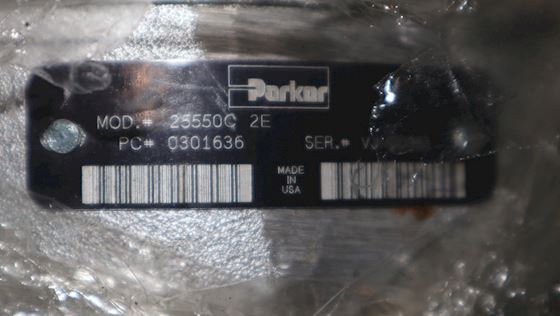 Parker
MOD.# 25550C 2E
PC# 0301636
SER.#
MADE
IN
USA